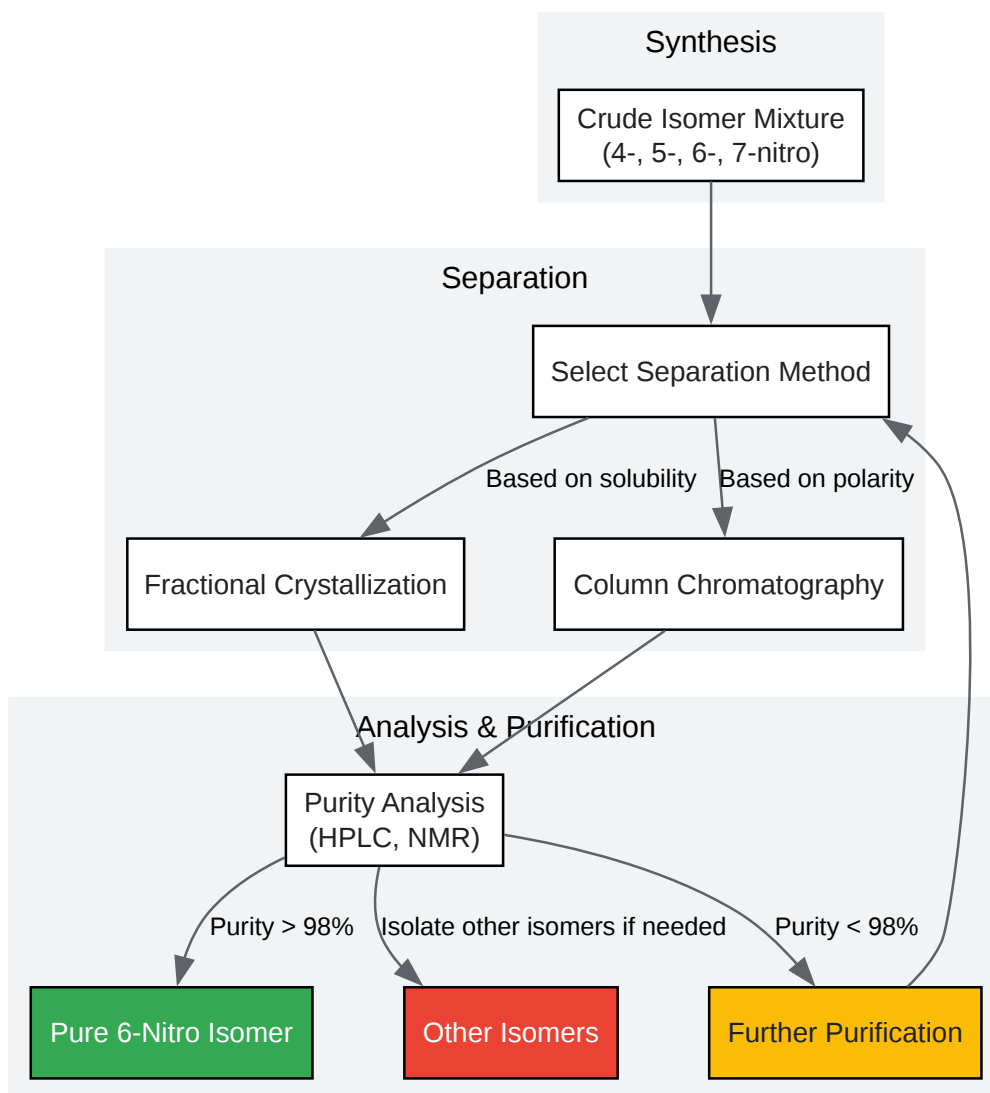 Synthesis
Crude Isomer Mixture
(4-, 5-, 6-, 7-nitro)
Separation
Select Separation Method
Based on solubility
Based on polarity
Fractional Crystallization
Column Chromatography
Analysis & Purification
Purity Analysis
(HPLC, NMR)
Purity > 98%
Isolate other isomers if needed
Purity < 98%
Pure 6-Nitro Isomer
Other Isomers
Further Purification